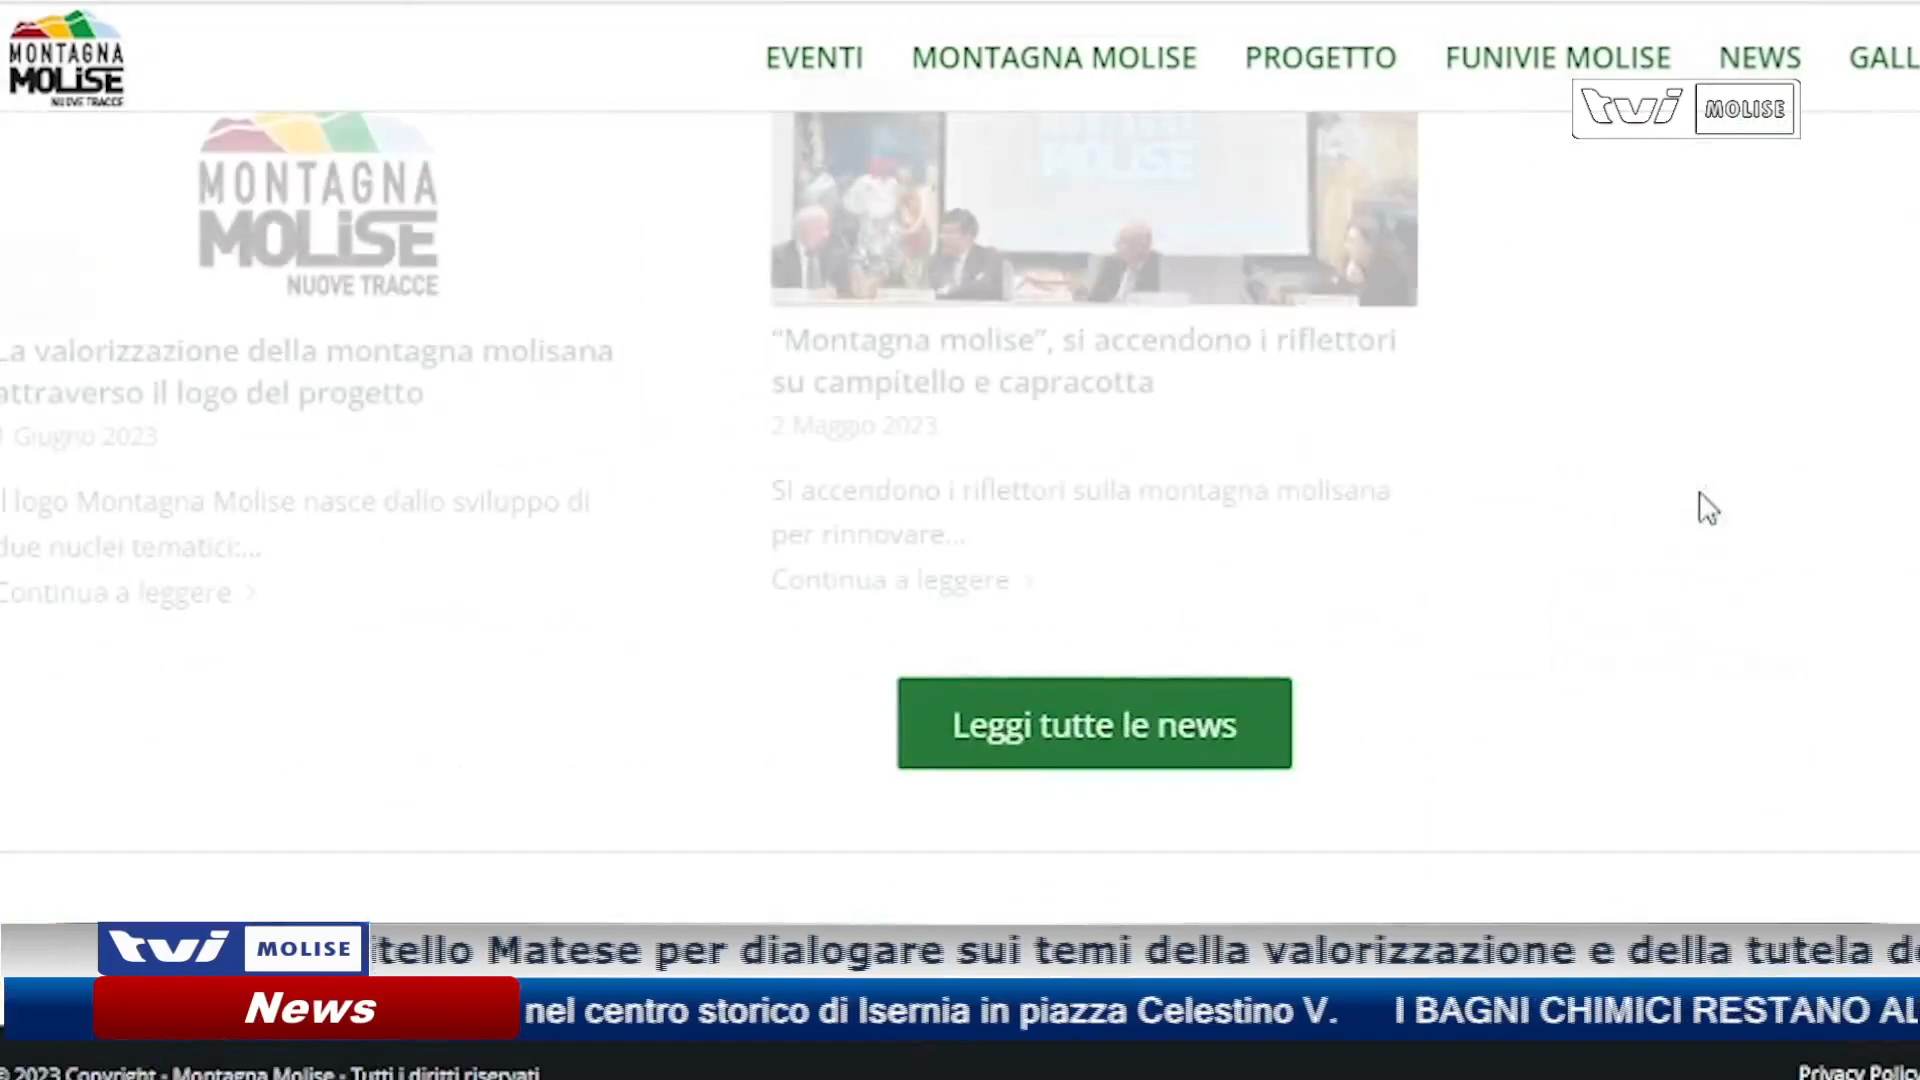 MONTAGNA
MOLiSE
NUOVE TRACCE
EVENTI MONTAGNA MOLISE PROGETTO FUNIVIE MOLISE NEWS GALL
tvi MOLISE
MONTAGNA
MOLiSE
NUOVE TRACCE
MOLISE
La valorizzazione della montagna molisana
attraverso il logo del progetto
1 Giugno 2023
Il logo Montagna Molise nasce dallo sviluppo di
due nuclei tematici:...
Continua a leggere >
“Montagna molise”, si accendono i riflettori
su campitello e capracotta
2 Maggio 2023
SI accendono i riflettori sulla montagna molisana
per rinnovare...
Continua a leggere >
Leggi tutte le news
tvi MOLISE tello Matese per dialogare sui temi della valorizzazione e della tutela de
News nel centro storico di Isernia in piazza Celestino V. I BAGNI CHIMICI RESTANO AL
© 2023 Copyright - Montagna Molise - Tutti i diritti riservati
Privacy Policy